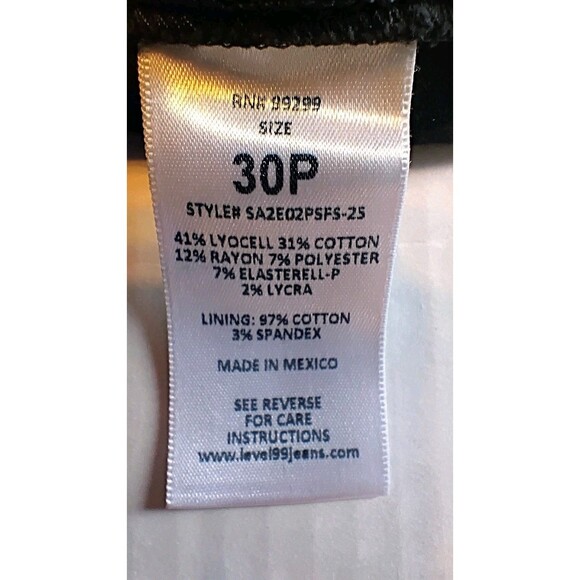 RN# 99299
SIZE
30P
STYLE# SA2E02PSFS-25
41% LYOCELL 31% COTTON
12% RAYON 7% POLYESTER
7% ELASTERELL-P
2% LYCRA
LINING: 97% COTTON
3% SPANDEX
MADE IN MEXICO
SEE REVERSE
FOR CARE
INSTRUCTIONS
www.level99jeans.com